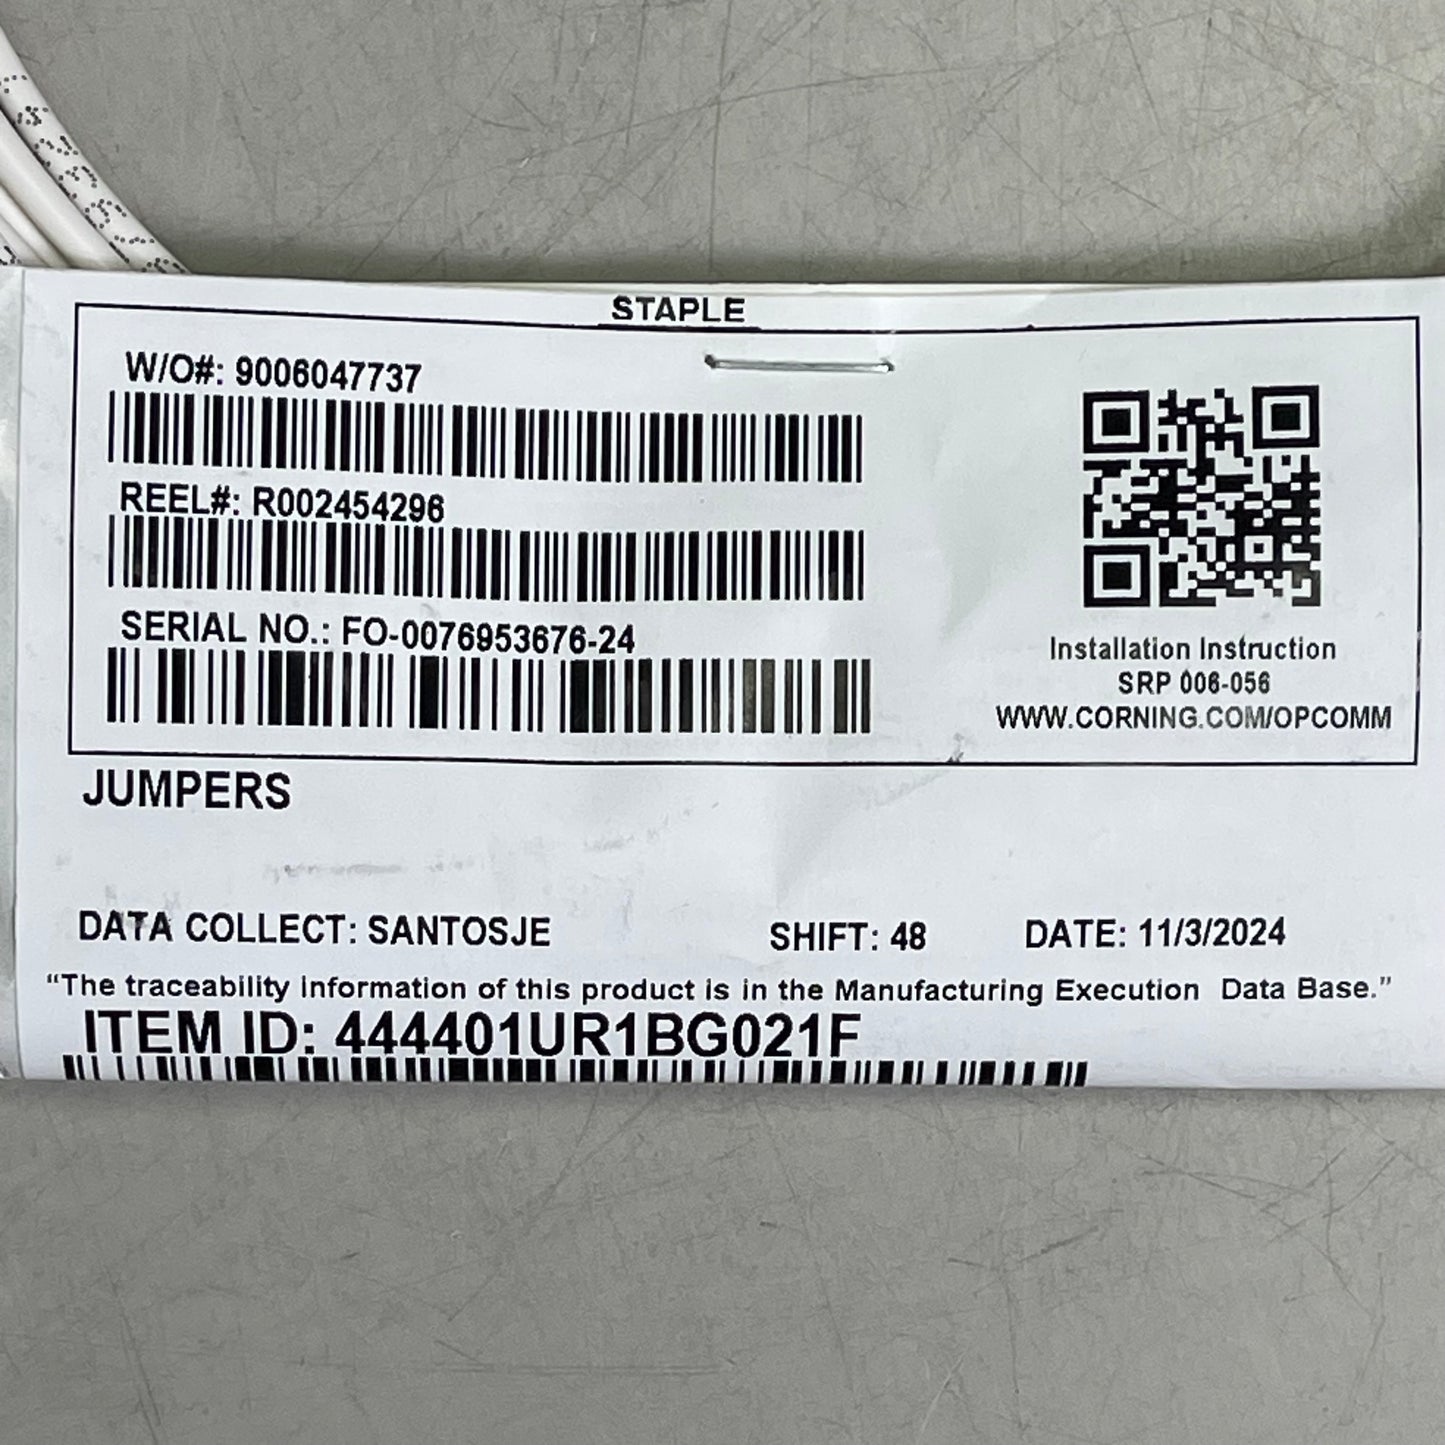 STAPLE
W/O#: 9006047737
REEL#: R002454296
SERIAL NO.: FO-0076953676-24
Installation Instruction
SRP 006-056
WWW.CORNING.COM/OPCOMM
JUMPERS
DATA COLLECT: SANTOSJE SHIFT: 48 DATE: 11/3/2024
“The traceability information of this product is in the Manufacturing Execution Data Base.”
ITEM ID: 444401UR1BG021F